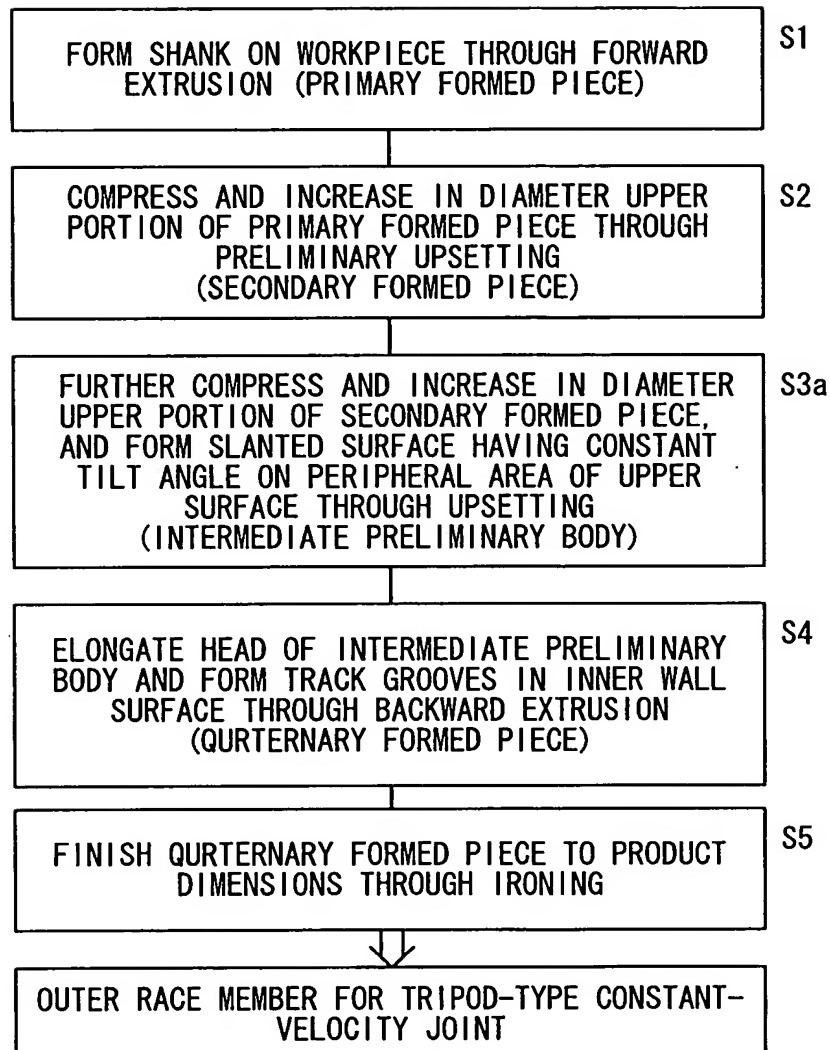 FORM SHANK ON WORKPIECE THROUGH FORWARD
EXTRUSION (PRIMARY FORMED PIECE)
S1
COMPRESS AND INCREASE IN DIAMETER UPPER
PORTION OF PRIMARY FORMED PIECE THROUGH
PRELIMINARY UPSETTING
(SECONDARY FORMED PIECE)
S2
FURTHER COMPRESS AND INCREASE IN DIAMETER
UPPER PORTION OF SECONDARY FORMED PIECE,
AND FORM SLANTED SURFACE HAVING CONSTANT
TILT ANGLE ON PERIPHERAL AREA OF UPPER
SURFACE THROUGH UPSETTING
(INTERMEDIATE PRELIMINARY BODY)
S3a
ELONGATE HEAD OF INTERMEDIATE PRELIMINARY
BODY AND FORM TRACK GROOVES IN INNER WALL
SURFACE THROUGH BACKWARD EXTRUSION
(QURTERNARY FORMED PIECE)
S4
FINISH QURTERNARY FORMED PIECE TO PRODUCT
DIMENSIONS THROUGH IRONING
S5
OUTER RACE MEMBER FOR TRIPOD-TYPE CONSTANT-
VELOCITY JOINT